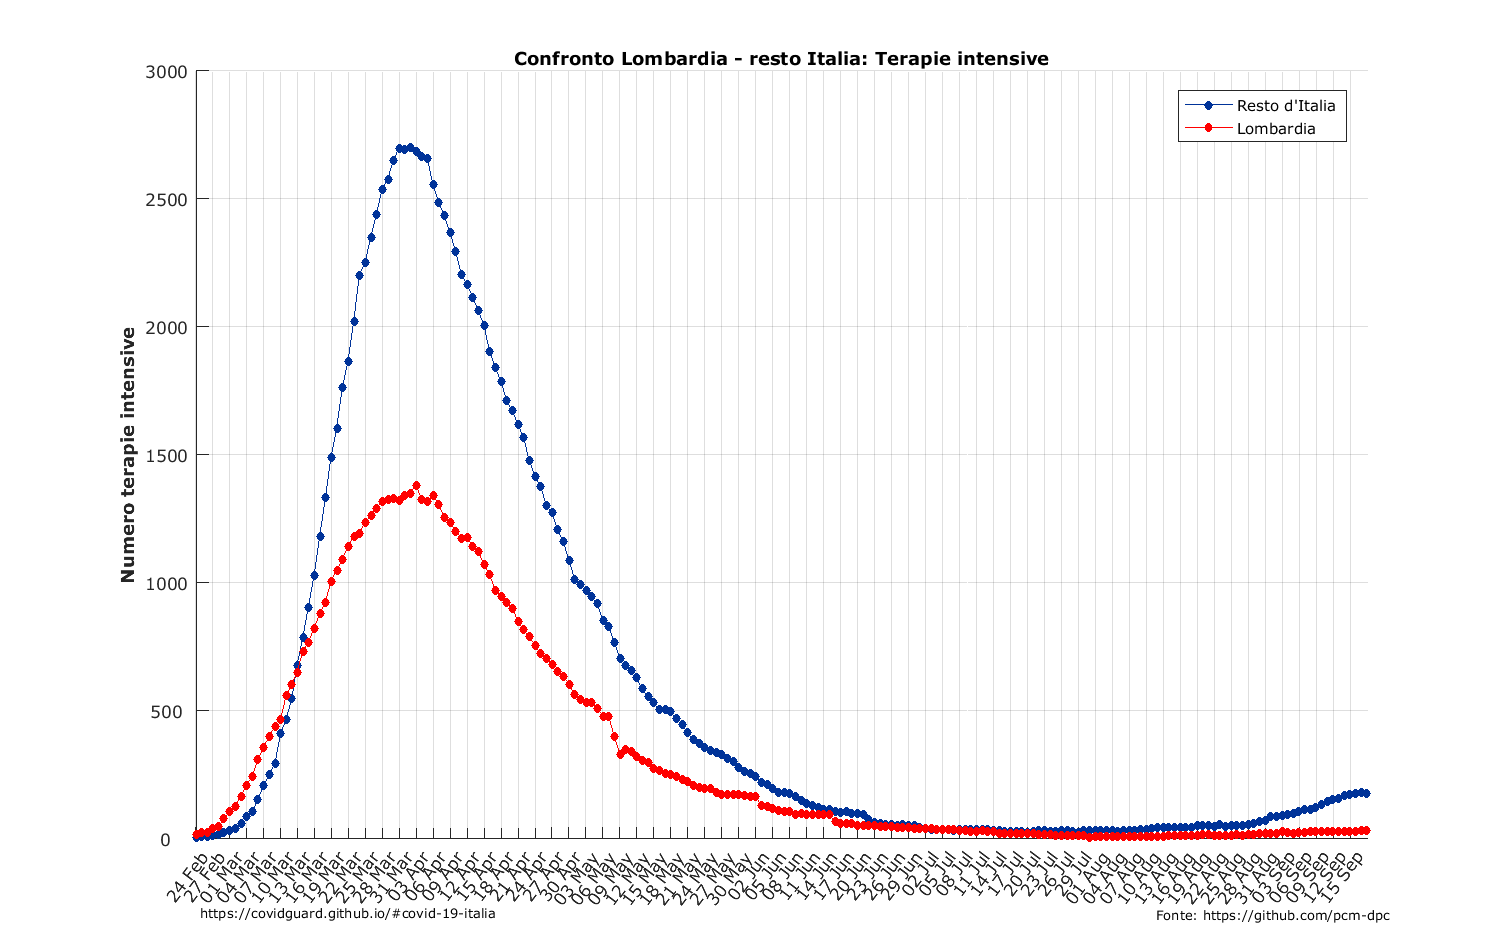 Confronto Lombardia - resto Italia: Terapie intensive
Resto d'Italia
Lombardia
Numero terapie intensive
3000
2500
2000
1500
1000
500
0
24 Feb
27 Feb
01 Mar
04 Mar
07 Mar
10 Mar
13 Mar
16 Mar
19 Mar
22 Mar
25 Mar
28 Mar
31 Mar
03 Apr
06 Apr
09 Apr
12 Apr
15 Apr
18 Apr
21 Apr
24 Apr
27 Apr
30 Apr
03 May
06 May
09 May
12 May
15 May
18 May
21 May
24 May
27 May
30 May
02 Jun
05 Jun
08 Jun
11 Jun
14 Jun
17 Jun
20 Jun
23 Jun
26 Jun
29 Jun
02 Jul
05 Jul
08 Jul
11 Jul
14 Jul
17 Jul
20 Jul
23 Jul
26 Jul
29 Jul
01 Aug
04 Aug
07 Aug
10 Aug
13 Aug
16 Aug
19 Aug
22 Aug
25 Aug
28 Aug
31 Aug
03 Sep
06 Sep
09 Sep
12 Sep
15 Sep
https://covidguard.github.io/#covid-19-italia
Fonte: https://github.com/pcm-dpc